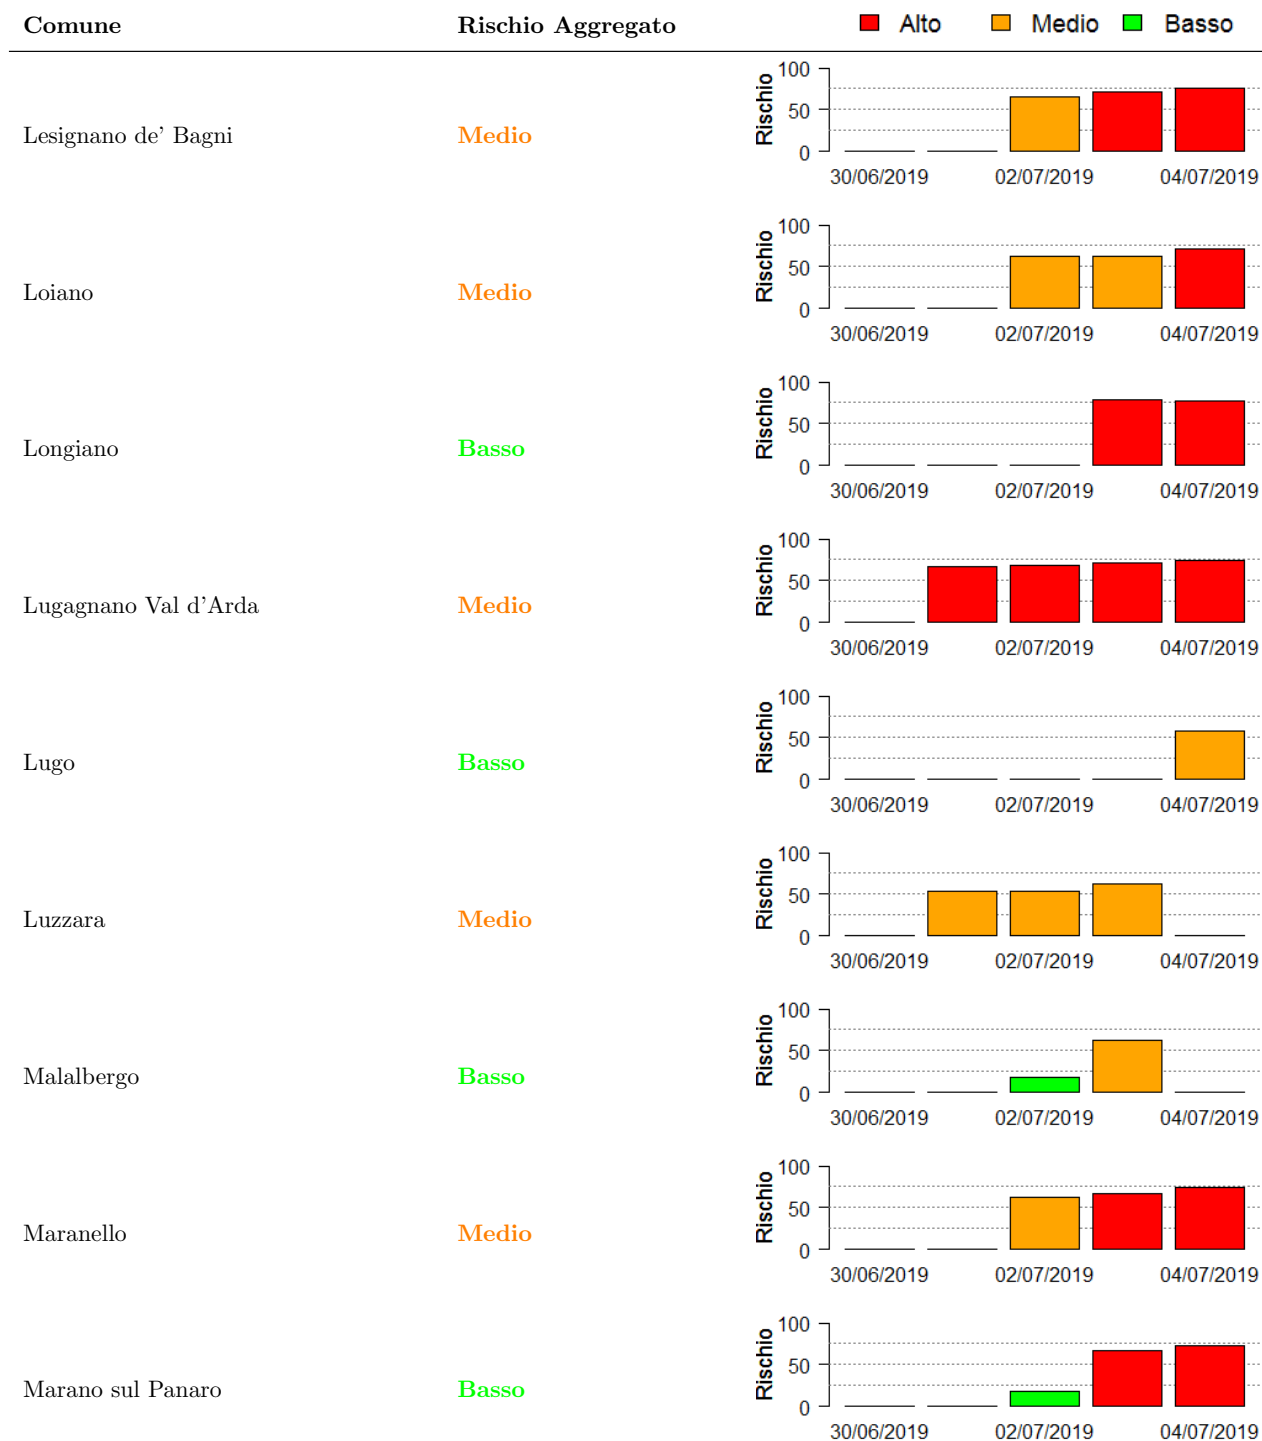 Comune Rischio Aggregato Alto Medio Basso
Lesignano de' Bagni Medio
Rischio
100
50
0
30/06/2019 02/07/2019 04/07/2019
Loiano Medio
Rischio
100
50
0
30/06/2019 02/07/2019 04/07/2019
Longiano Basso
Rischio
100
50
0
30/06/2019 02/07/2019 04/07/2019
Lugagnano Val d'Arda Medio
Rischio
100
50
0
30/06/2019 02/07/2019 04/07/2019
Lugo Basso
Rischio
100
50
0
30/06/2019 02/07/2019 04/07/2019
Luzzara Medio
Rischio
100
50
0
30/06/2019 02/07/2019 04/07/2019
Malalbergo Basso
Rischio
100
50
0
30/06/2019 02/07/2019 04/07/2019
Maranello Medio
Rischio
100
50
0
30/06/2019 02/07/2019 04/07/2019
Marano sul Panaro Basso
Rischio
100
50
0
30/06/2019 02/07/2019 04/07/2019